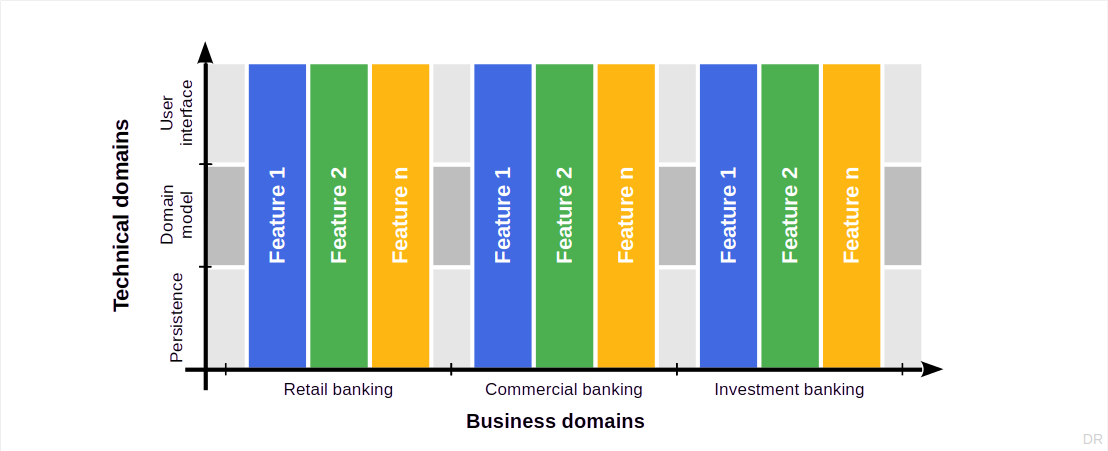 Technical domains
User
interface
Domain
model
Persistence
Feature 1
Feature 2
Feature n
Feature 1
Feature 2
Feature n
Feature 1
Feature 2
Feature n
Retail banking
Commercial banking
Investment banking
Business domains
DR